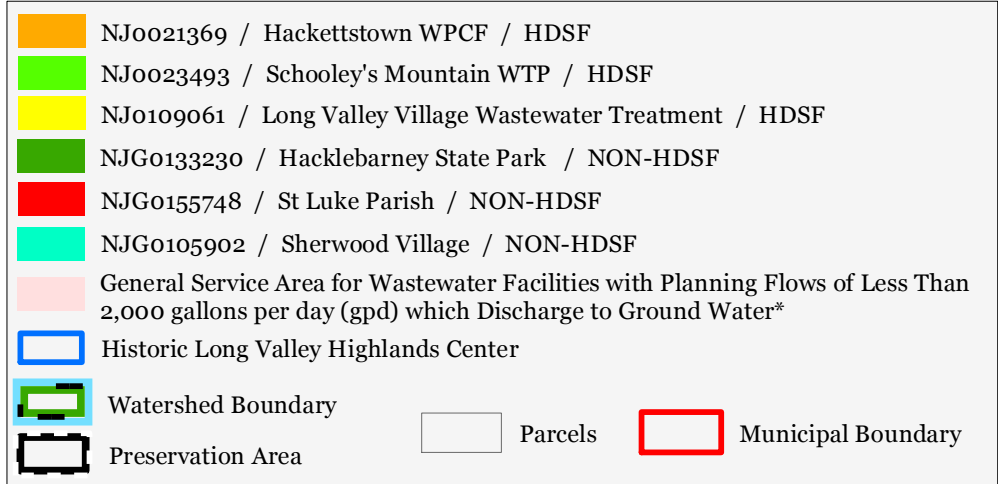 NJ0021369 / Hackettstown WPCF / HDSF
NJ0023493 / Schooley's Mountain WTP / HDSF
NJ0109061 / Long Valley Village Wastewater Treatment / HDSF
NJG0133230 / Hacklebarney State Park / NON-HDSF
NJG0155748 / St Luke Parish / NON-HDSF
NJG0105902 / Sherwood Village / NON-HDSF
General Service Area for Wastewater Facilities with Planning Flows of Less Than
2,000 gallons per day (gpd) which Discharge to Ground Water*
Historic Long Valley Highlands Center
Watershed Boundary
Parcels
Municipal Boundary
Preservation Area